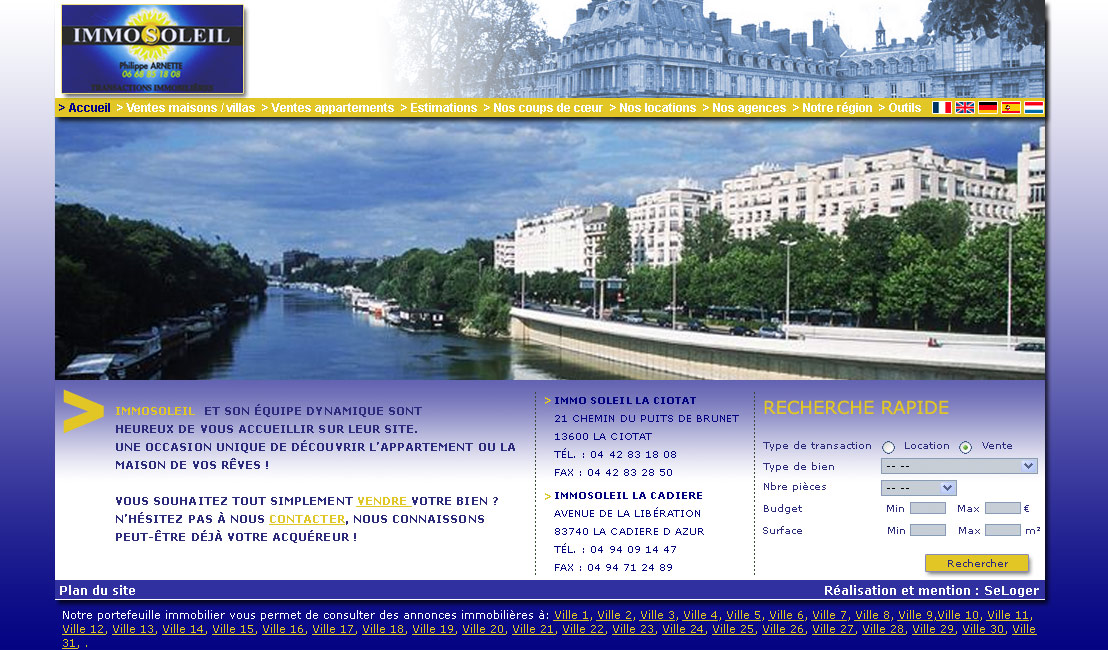 IMMO SOLEIL
Philippe ARNETTE
06 68 85 18 08
TRANSACTIONS IMMOBILIÈRES
> Accueil > Ventes maisons / villas > Ventes appartements > Estimations > Nos coups de cœur > Nos locations > Nos agences > Notre région > Outils
> IMMOSOLEIL ET SON ÉQUIPE DYNAMIQUE SONT
HEUREUX DE VOUS ACCUEILLIR SUR LEUR SITE.
UNE OCCASION UNIQUE DE DÉCOUVRIR L'APPARTEMENT OU LA
MAISON DE VOS RÊVES !
VOUS SOUHAITEZ TOUT SIMPLEMENT VENDRE VOTRE BIEN ?
N'HÉSITEZ PAS À NOUS CONTACTER, NOUS CONNAISSONS
PEUT-ÊTRE DÉJÀ VOTRE ACQUÉREUR !
> IMMO SOLEIL LA CIOTAT
21 CHEMIN DU PUITS DE BRUNET
13600 LA CIOTAT
TÉL. : 04 42 83 18 08
FAX : 04 42 83 28 50
> IMMOSOLEIL LA CADIERE
AVENUE DE LA LIBÉRATION
83740 LA CADIERE D AZUR
TÉL. : 04 94 09 14 47
FAX : 04 94 71 24 89
RECHERCHE RAPIDE
Type de transaction Location Vente
Type de bien -- --
Nbre pièces -- --
Budget Min Max €
Surface Min Max m²
Rechercher
Plan du site Réalisation et mention : SeLoger
Notre portefeuille immobilier vous permet de consulter des annonces immobilières à: Ville 1, Ville 2, Ville 3, Ville 4, Ville 5, Ville 6, Ville 7, Ville 8, Ville 9,Ville 10, Ville 11,
Ville 12, Ville 13, Ville 14, Ville 15, Ville 16, Ville 17, Ville 18, Ville 19, Ville 20, Ville 21, Ville 22, Ville 23, Ville 24, Ville 25, Ville 26, Ville 27, Ville 28, Ville 29, Ville 30, Ville
31, .